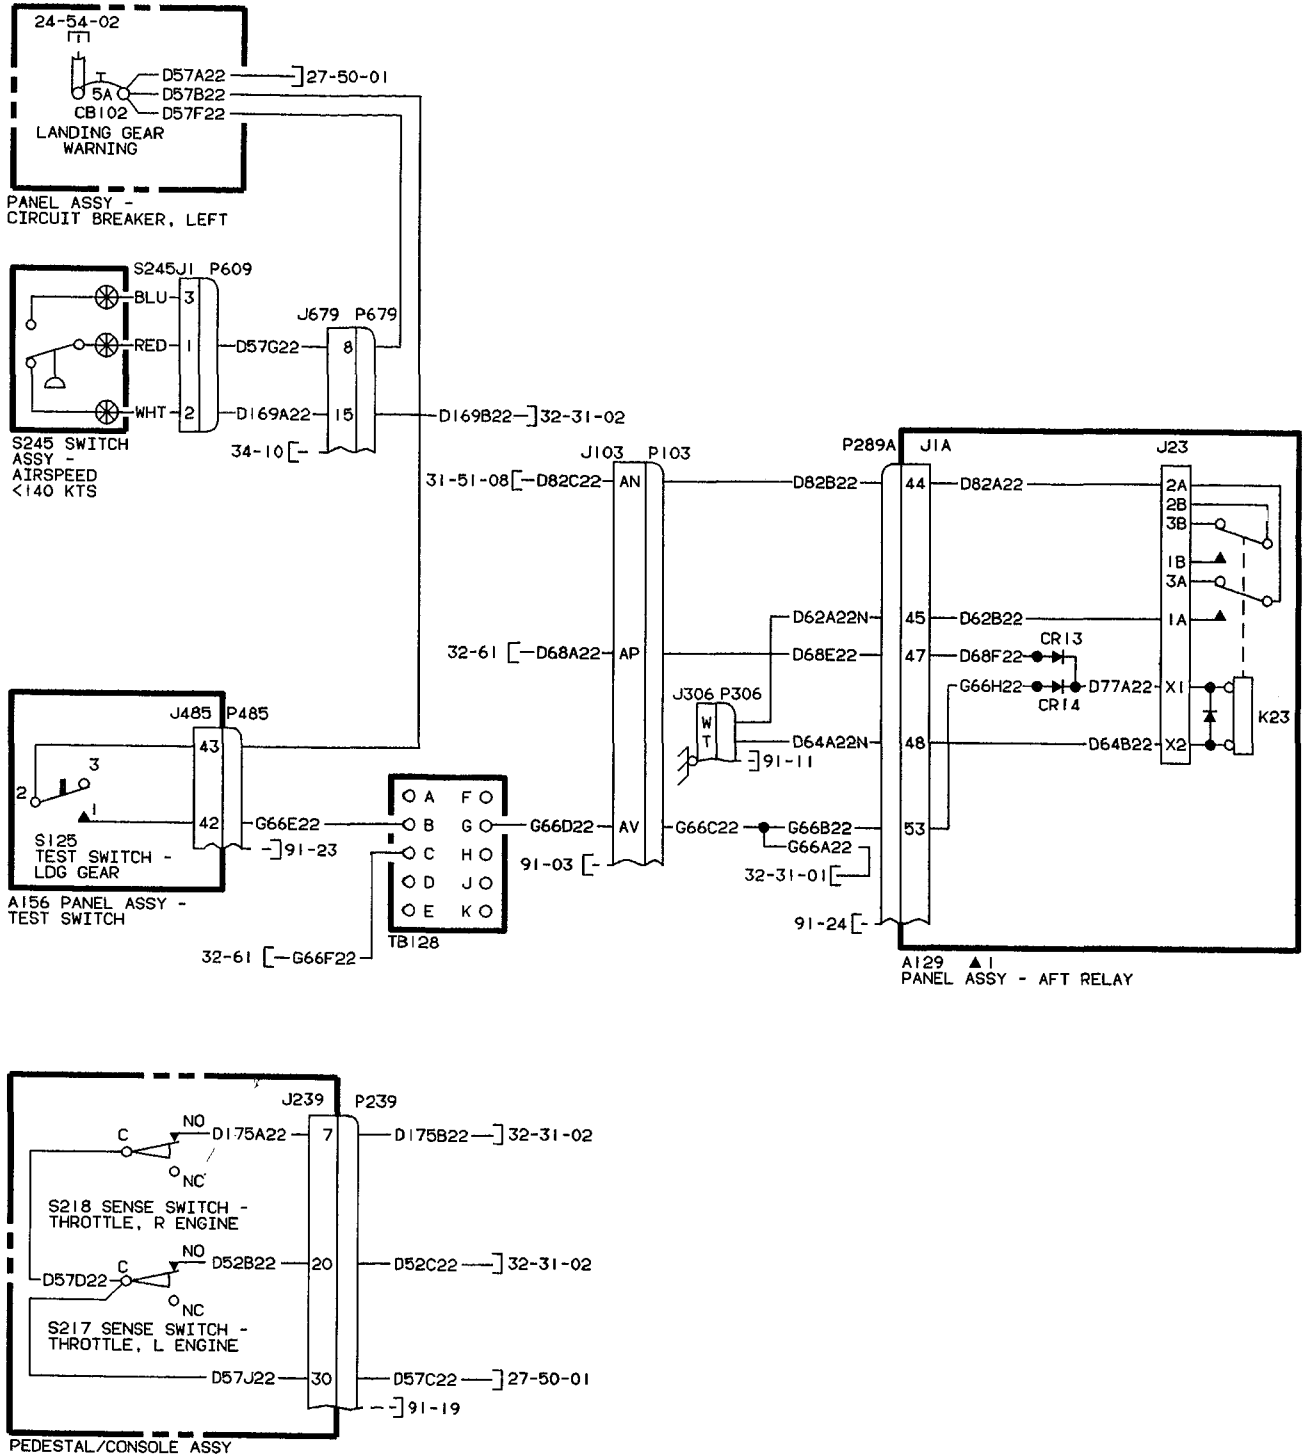 24-54-02
D57A22
27-50-01
T
5A
D57B22
CB102
D57F22
LANDING GEAR
WARNING
PANEL ASSY -
CIRCUIT BREAKER, LEFT
S245J1 P609
BLU 3
J679 P679
RED 1 D57G22 8
WHT 2 D169A22 15 D169B22 32-31-02
34-10
S245 SWITCH
ASSY -
AIRSPEED
<140 KTS
J103 P103
P289A J1A J23
31-51-08 D82C22 AN D82B22 44 D82A22 2A
2B
3B
1B
3A
D62A22N 45 D62B22 1A
CR13
32-61 D68A22 AP D68E22 47 D68F22
G66H22 D77A22 X1
CR14
K23
J306 P306
W
T
D64A22N 48 D64B22 X2
91-11
J485 P485
43
3
2
1
42 G66E22
91-23
S125
TEST SWITCH -
LDG GEAR
A156 PANEL ASSY -
TEST SWITCH
A F
B G
C H
D J
E K
TB128
G66D22 AV G66C22 G66B22 53
G66A22
91-03
32-31-01
91-24
32-61 G66F22
A129 ▲1
PANEL ASSY - AFT RELAY
J239 P239
NO
C
D175A22 7 D175B22 32-31-02
NC
S218 SENSE SWITCH -
THROTTLE, R ENGINE
NO
C
D52B22 20 D52C22 32-31-02
D57D22
NC
S217 SENSE SWITCH -
THROTTLE, L ENGINE
D57J22 30 D57C22 27-50-01
91-19
PEDESTAL/CONSOLE ASSY